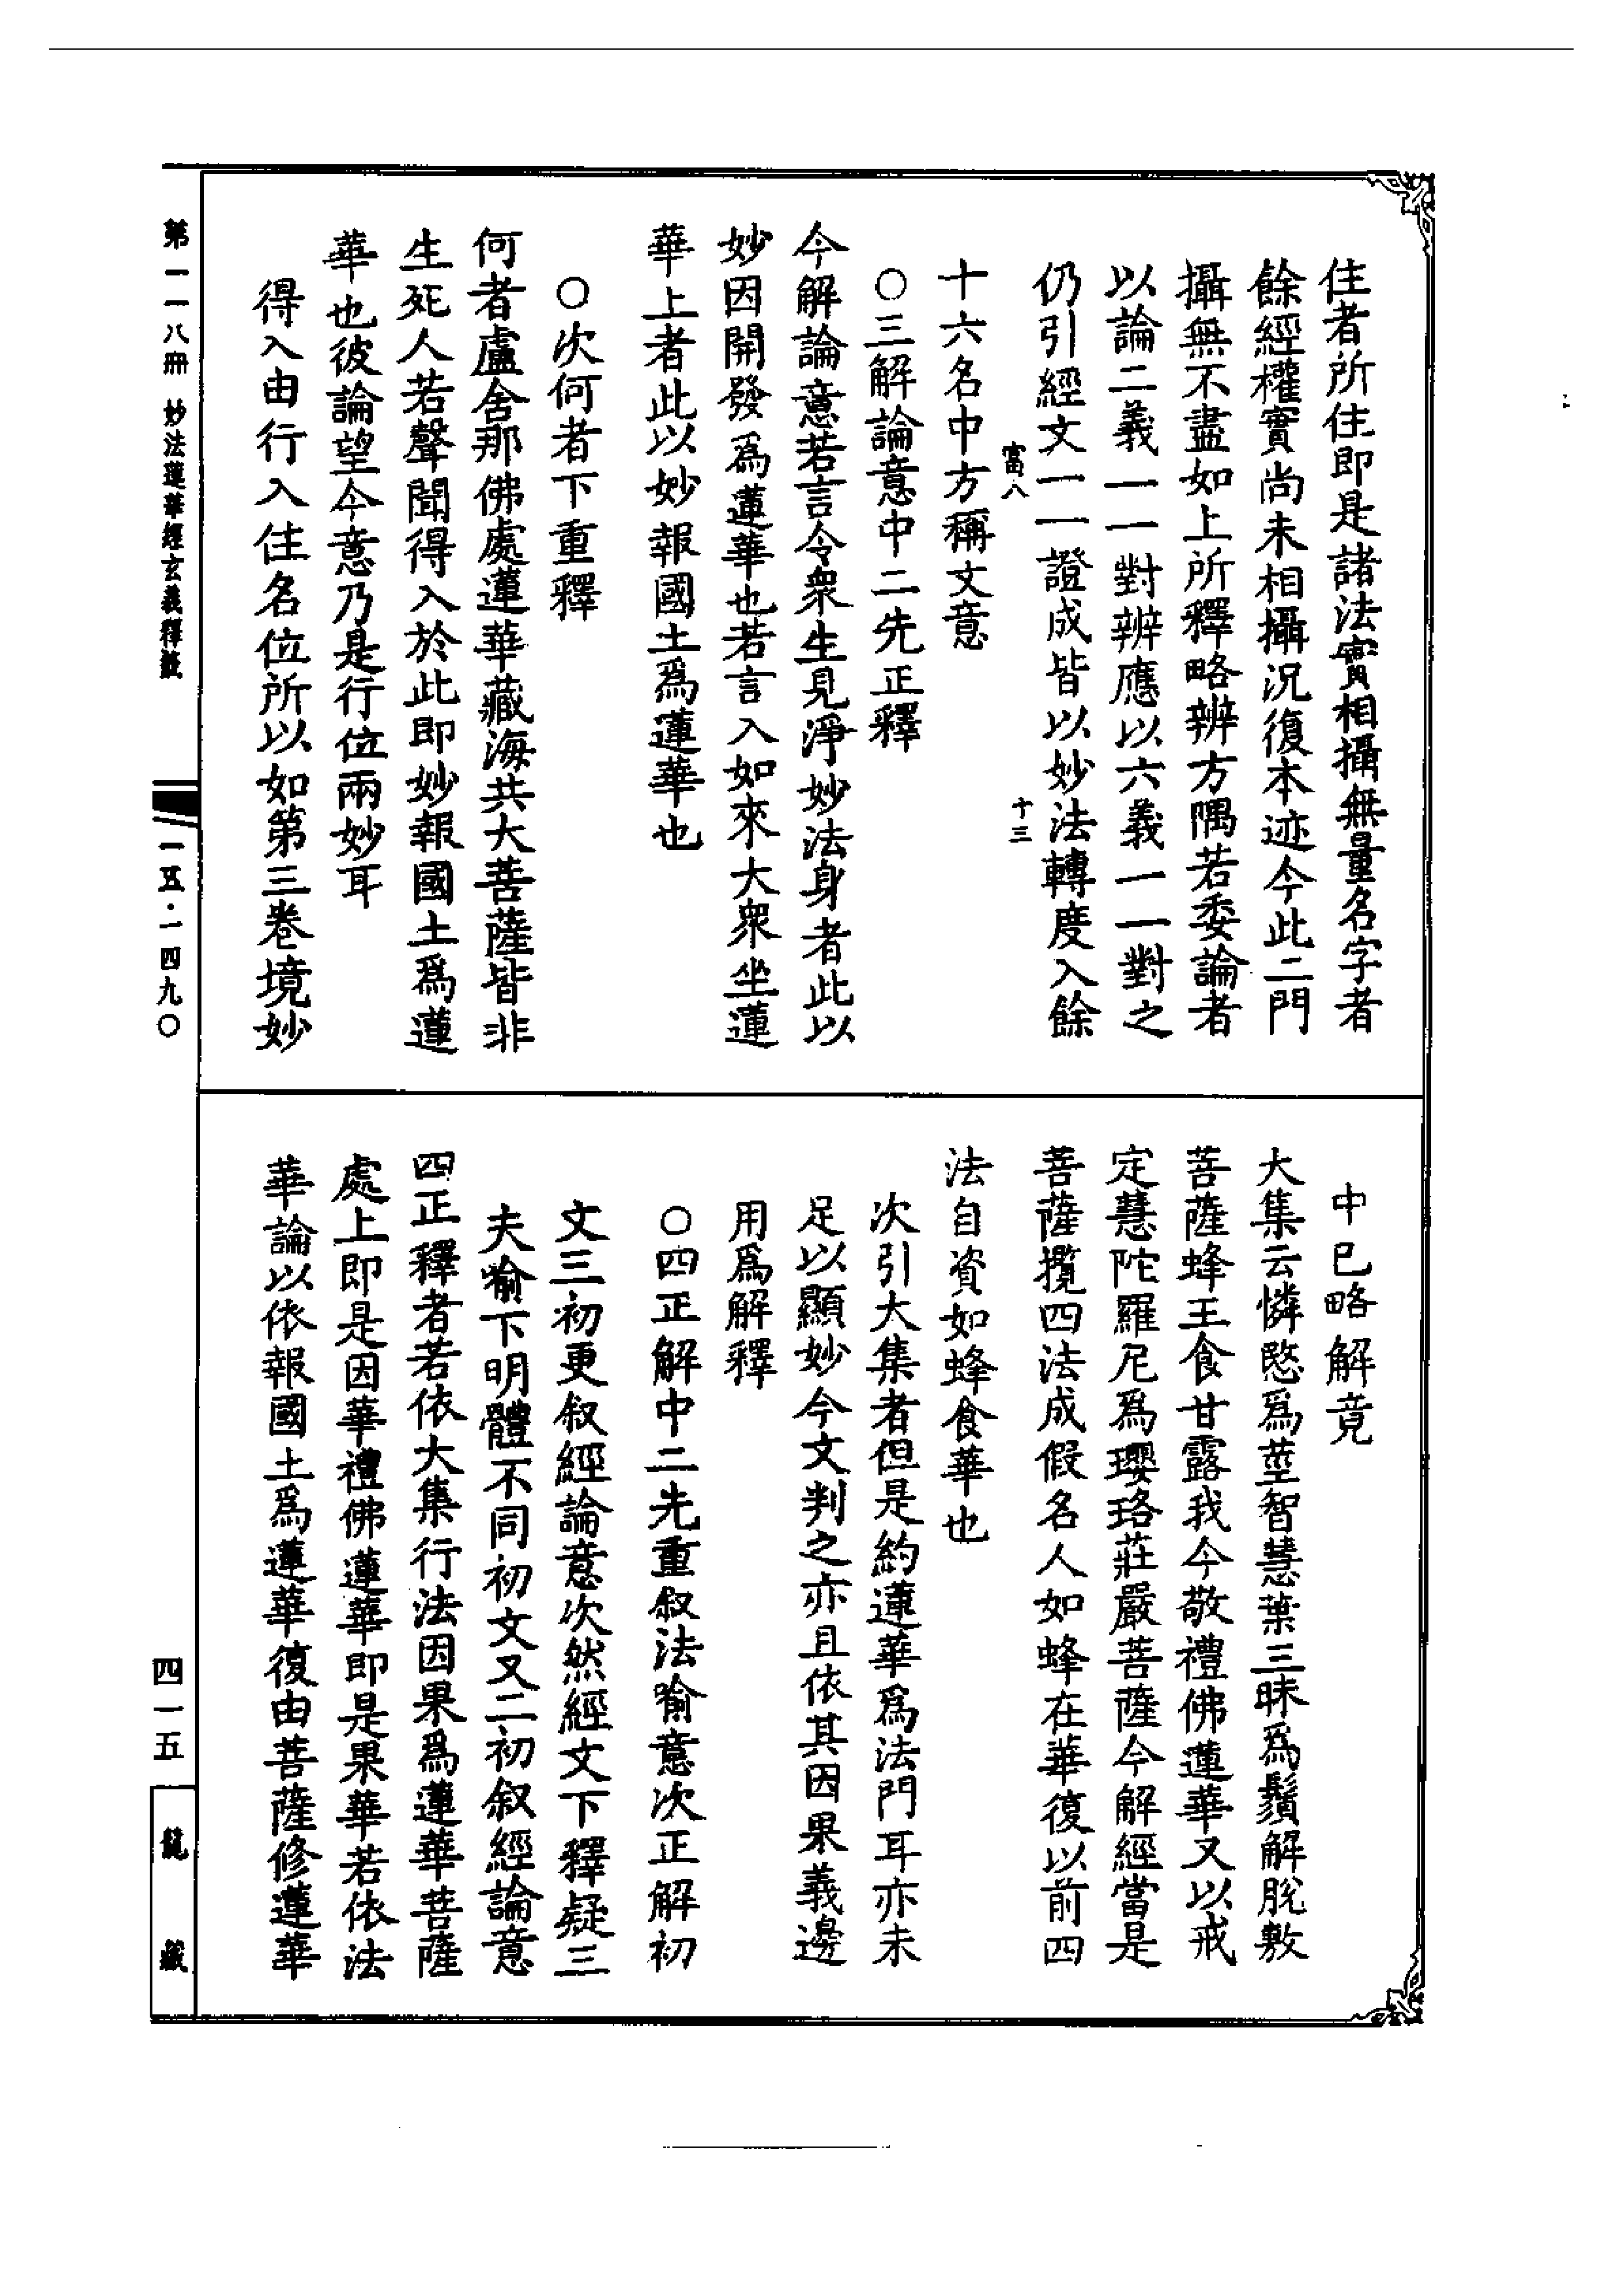 住者所住即是諸法實相攝無量名字者
餘經權實尚未相攝況復本迹今此二門
攝無不盡如上所釋略辨方隅若委論者
以論二義一一對辨應以六義一一對之
仍引經文一一證成皆以妙法轉度入餘
富八 十三
十六名中方稱文意
○三解論意中二先正釋
今解論意若言令衆生見淨妙法身者此以
妙因開發爲蓮華也若言入如來大衆坐蓮
華上者此以妙報國土爲蓮華也
○次何者下重釋
何者盧舍那佛處蓮華藏海共大菩薩皆非
生死人若聲聞得入於此即妙報國土爲蓮
華也彼論望今意乃是行位兩妙耳
得入由行入住名位所以如第三卷境妙
中已略解竟
大集云憐愍爲莖智慧葉三昧爲鬚解脫敷
菩薩蜂王食甘露我今敬禮佛蓮華又以戒
定慧陀羅尼爲瓔珞莊嚴菩薩今解經當是
菩薩攬四法成假名人如蜂在華復以前四
法自資如蜂食華也
次引大集者但是約蓮華爲法門耳亦未
足以顯妙今文判之亦且依其因果義邊
用爲解釋
○四正解中二先重敘法喻意次正解初
文三初更敘經論意次然經文下釋疑三
夫喻下明體不同初文又二初敘經論意
四正釋者若依大集行法因果爲蓮華菩薩
處上即是因華禮佛蓮華即是果華若依法
華論以依報國土爲蓮華復由菩薩修蓮華
第一一八冊 妙法蓮華經玄義釋籤
一五·一四九〇
四一五
龍藏